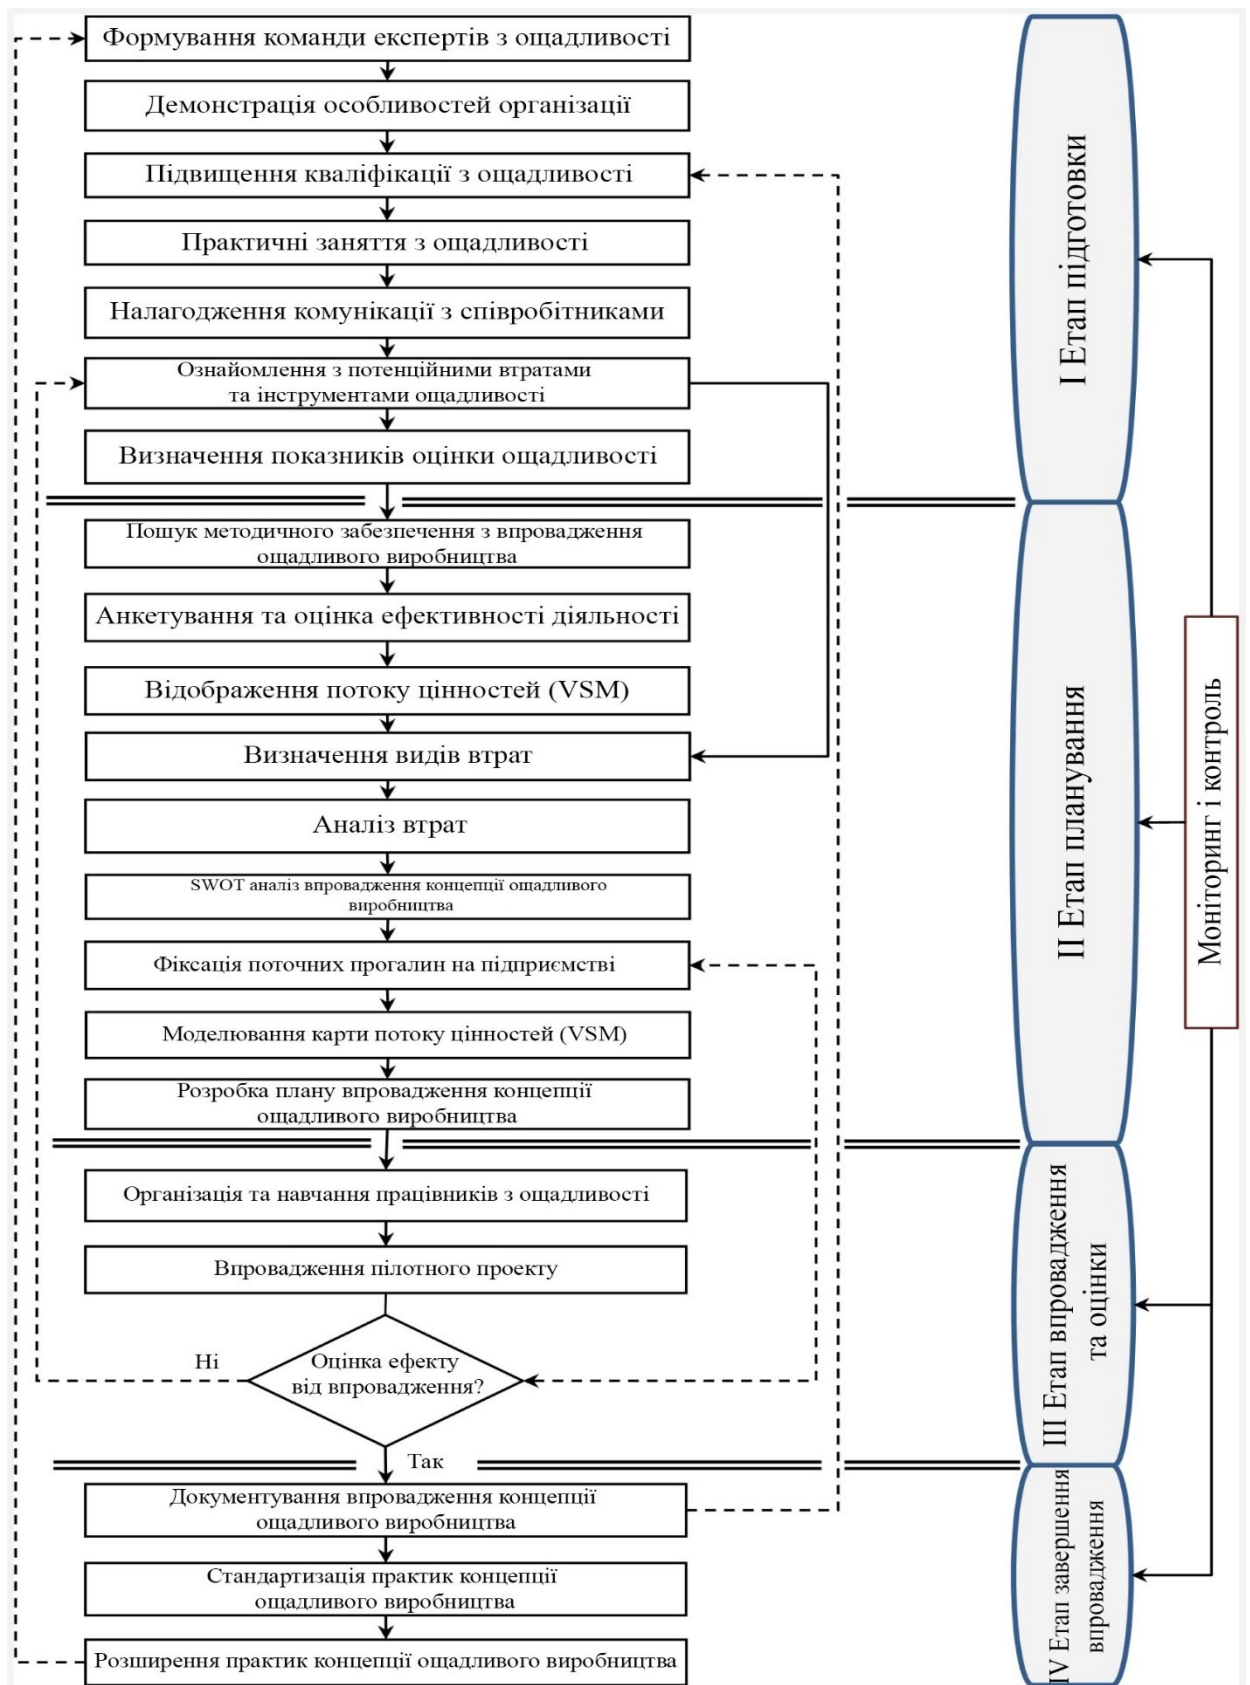 Формування команди експертів з ощадливості
Демонстрація особливостей організації
Підвищення кваліфікації з ощадливості
Практичні заняття з ощадливості
Налагодження комунікації з співробітниками
Ознайомлення з потенційними втратами
та інструментами ощадливості
Визначення показників оцінки ощадливості
I Етап підготовки
Пошук методичного забезпечення з впровадження
ощадливого виробництва
Анкетування та оцінка ефективності діяльності
Відображення потоку цінностей (VSM)
Визначення видів втрат
Аналіз втрат
SWOT аналіз впровадження концепції ощадливого
виробництва
Фіксація поточних прогалин на підприємстві
Моделювання карти потоку цінностей (VSM)
Розробка плану впровадження концепції
ощадливого виробництва
II Етап планування
Моніторинг і контроль
Організація та навчання працівників з ощадливості
Впровадження пілотного проекту
Ні
Оцінка ефекту
від впровадження?
Так
III Етап впровадження
та оцінки
Документування впровадження концепції
ощадливого виробництва
Стандартизація практик концепції
ощадливого виробництва
Розширення практик концепції ощадливого виробництва
IV Етап завершення
впровадження